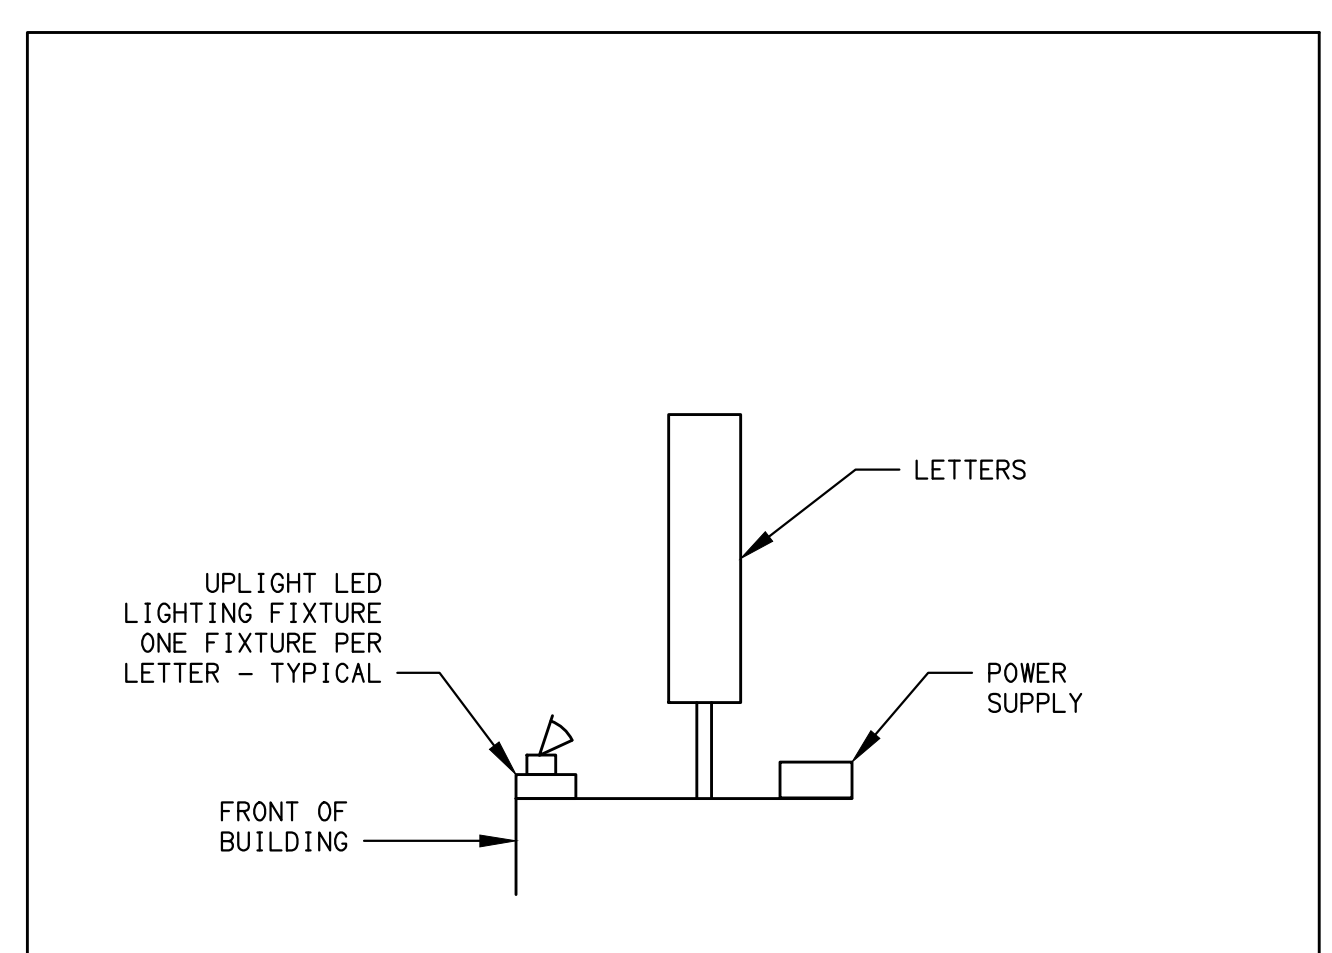 LETTERS
UPLIGHT LED
LIGHTING FIXTURE
ONE FIXTURE PER
LETTER - TYPICAL
POWER
SUPPLY
FRONT OF
BUILDING